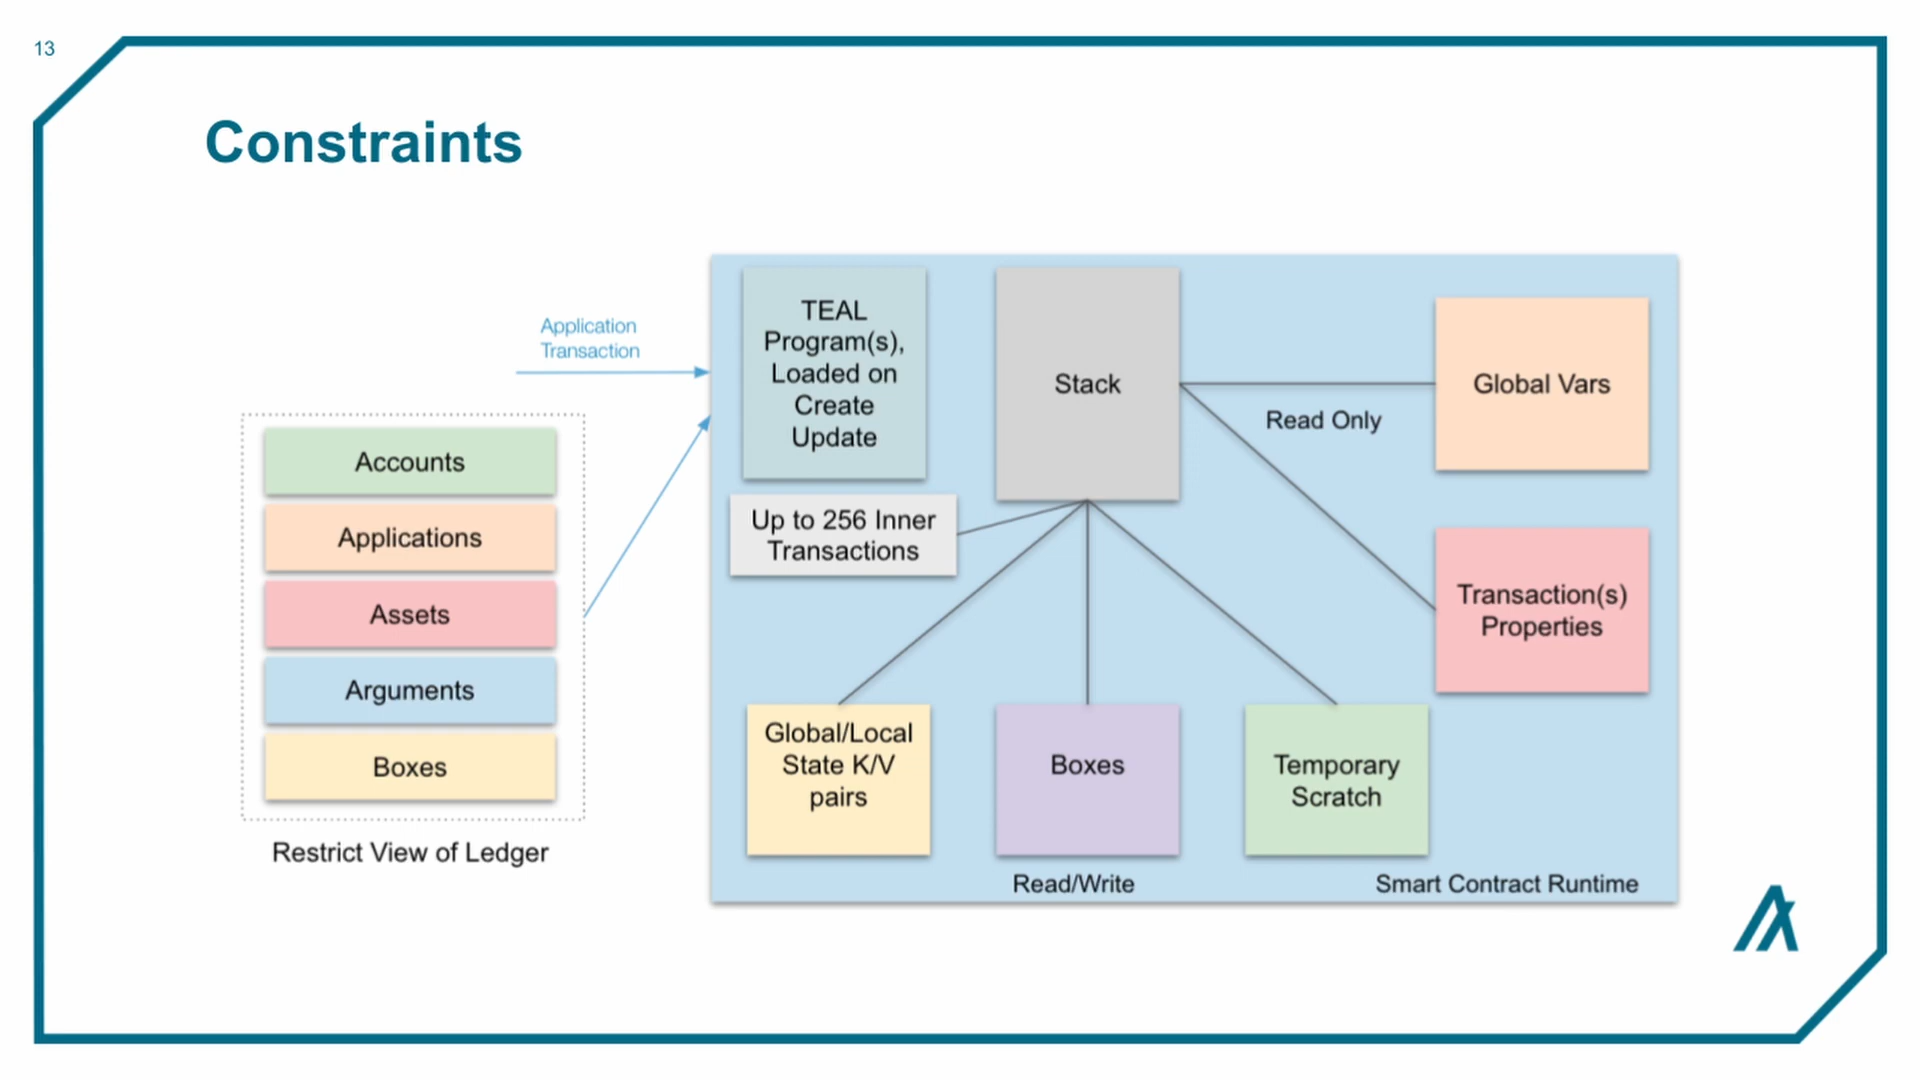 13
Constraints
Application
Transaction
Accounts
Applications
Assets
Arguments
Boxes
Restrict View of Ledger
TEAL
Program(s),
Loaded on
Create
Update
Stack
Global Vars
Read Only
Up to 256 Inner
Transactions
Transaction(s)
Properties
Global/Local
State K/V
pairs
Boxes
Temporary
Scratch
Read/Write
Smart Contract Runtime